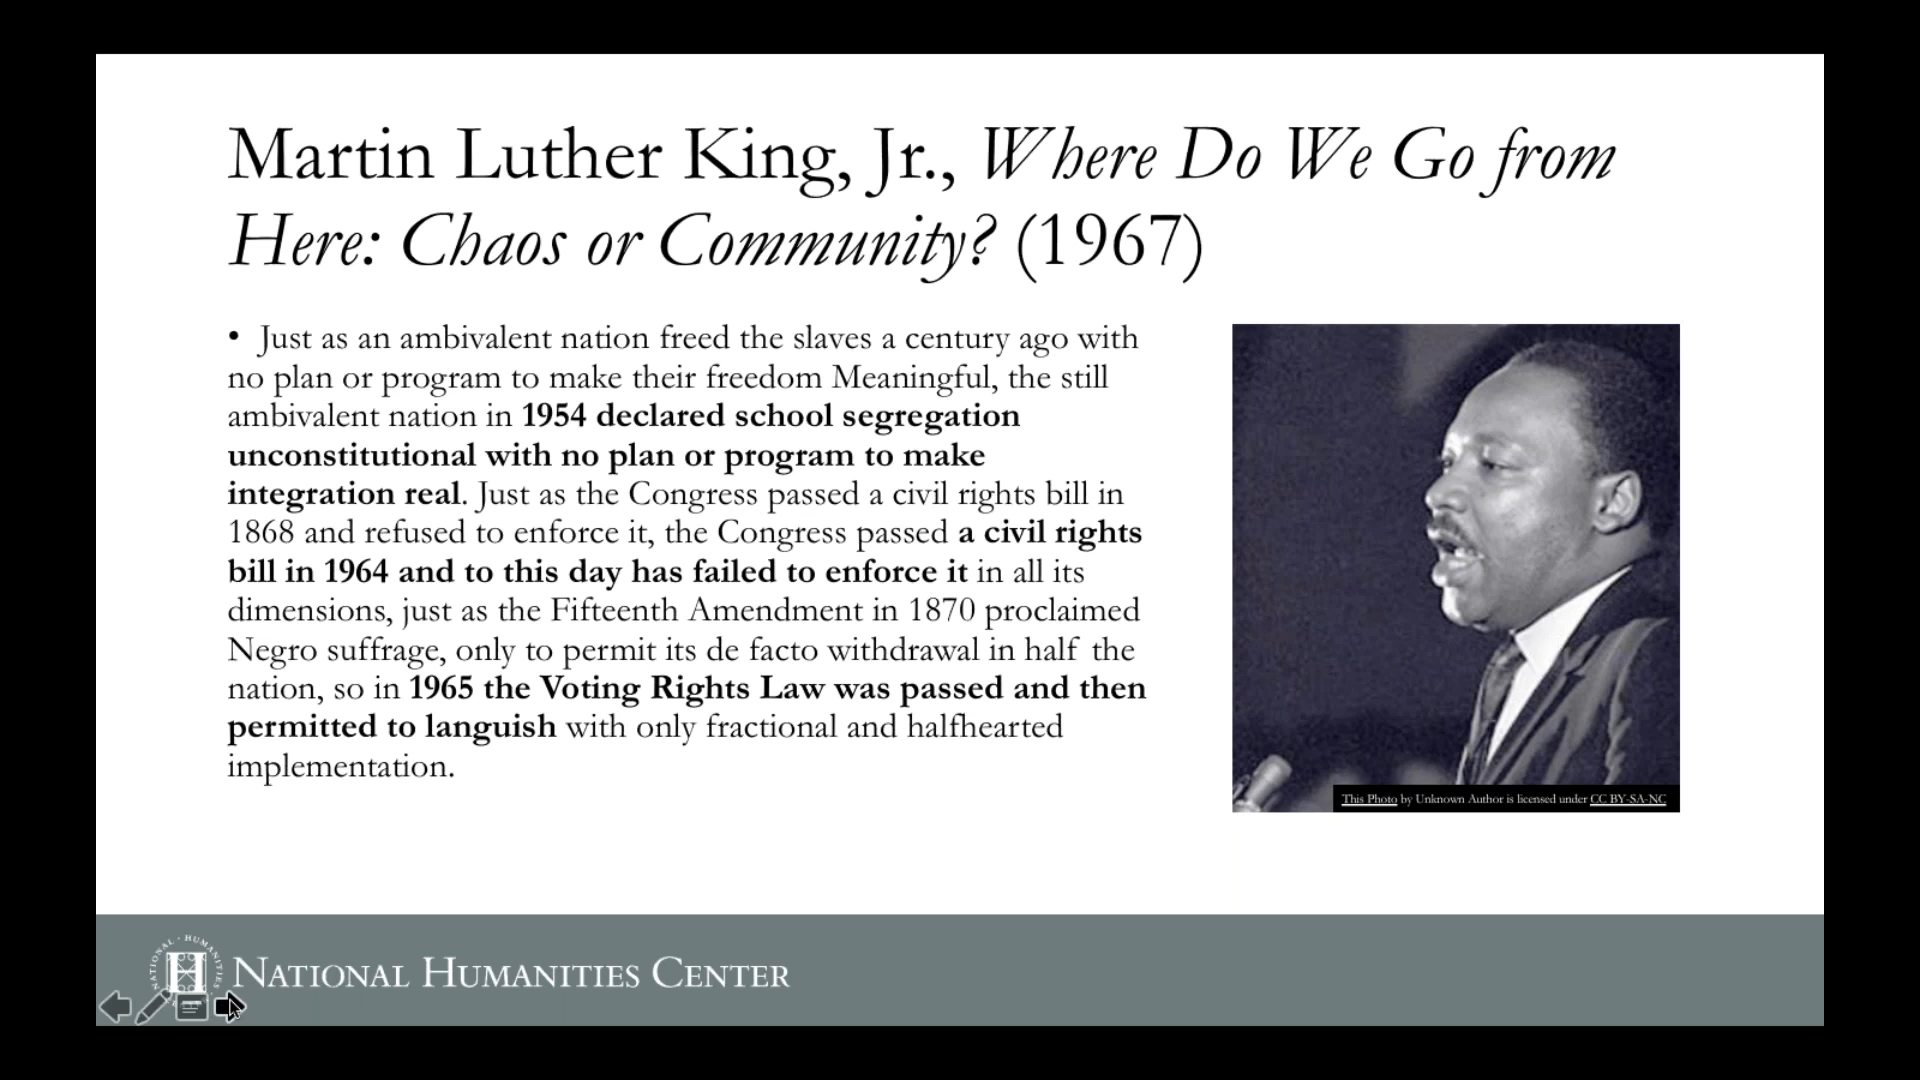 Martin Luther King, Jr., Where Do We Go from
Here: Chaos or Community? (1967)
• Just as an ambivalent nation freed the slaves a century ago with
no plan or program to make their freedom Meaningful, the still
ambivalent nation in 1954 declared school segregation
unconstitutional with no plan or program to make
integration real. Just as the Congress passed a civil rights bill in
1868 and refused to enforce it, the Congress passed a civil rights
bill in 1964 and to this day has failed to enforce it in all its
dimensions, just as the Fifteenth Amendment in 1870 proclaimed
Negro suffrage, only to permit its de facto withdrawal in half the
nation, so in 1965 the Voting Rights Law was passed and then
permitted to languish with only fractional and halfhearted
implementation.
This Photo by Unknown Author is licensed under CC BY-SA-NC
NATIONAL · HUMANITIES
H
NATIONAL HUMANITIES CENTER